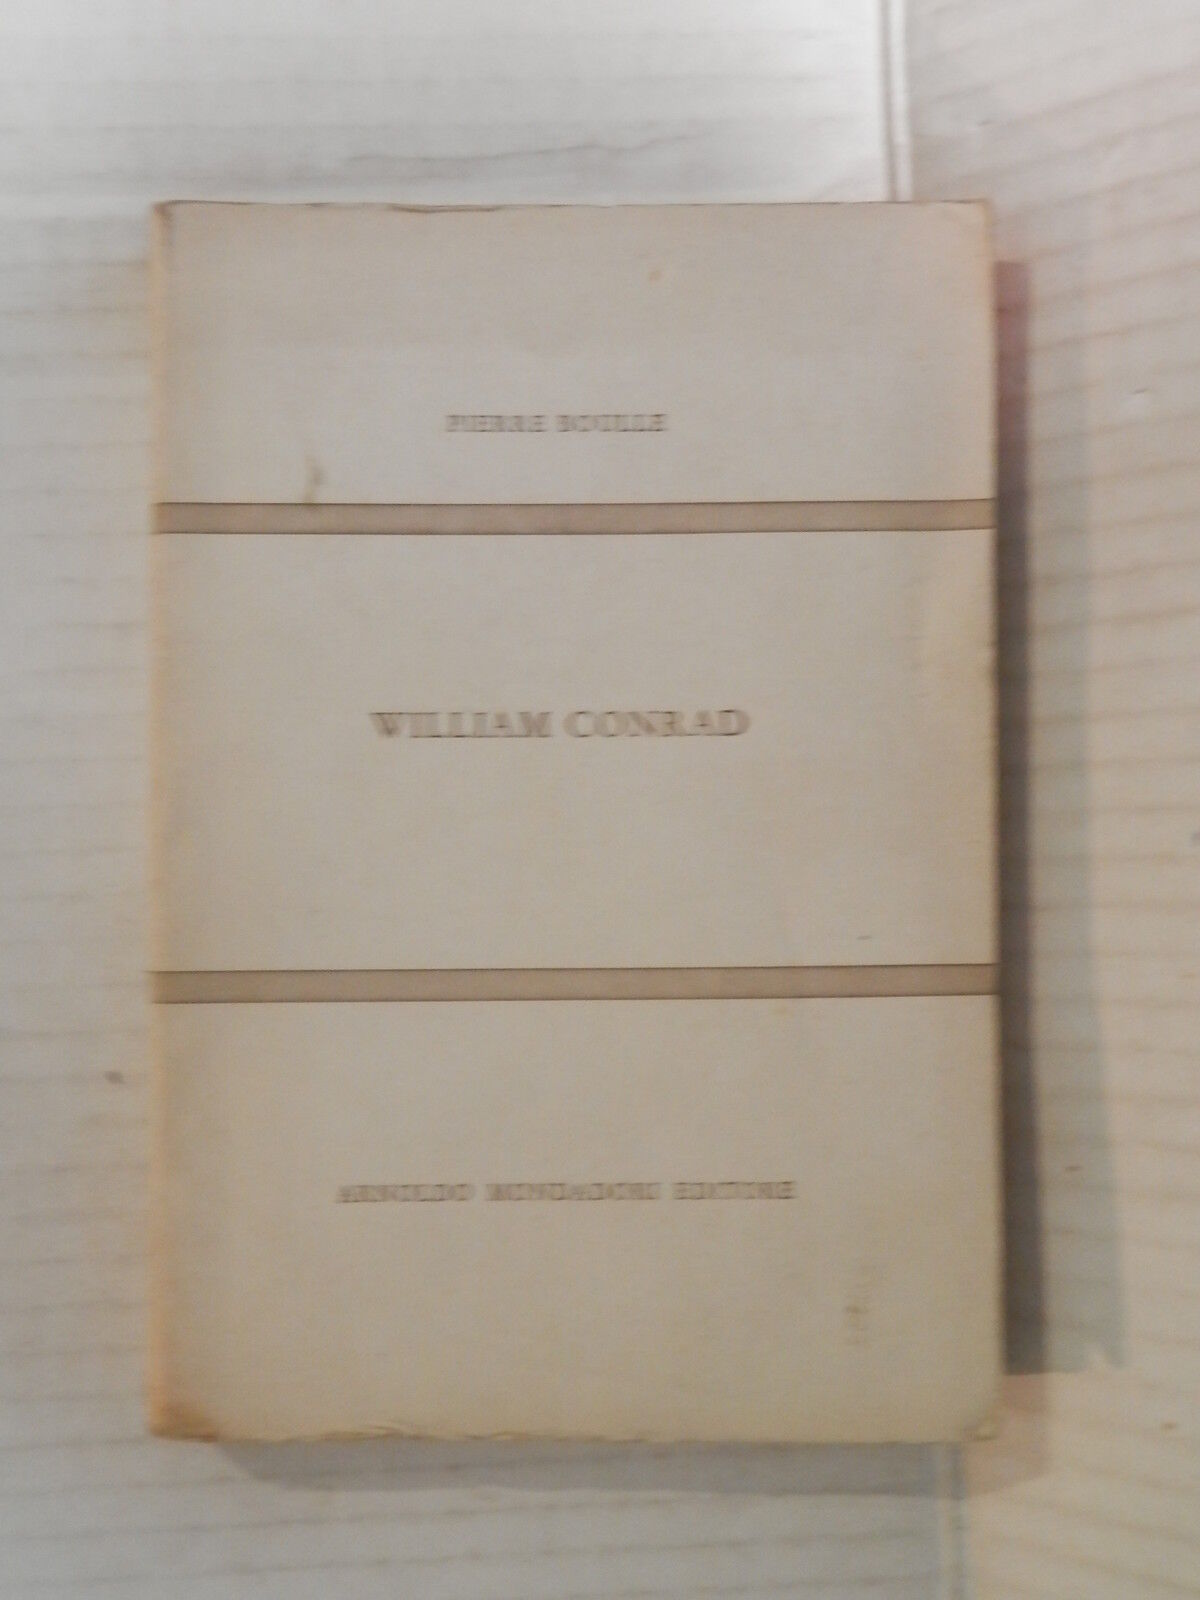 PIERRE BOULLE
WILLIAM CONRAD
ARNOLDO MONDADORI EDITORE